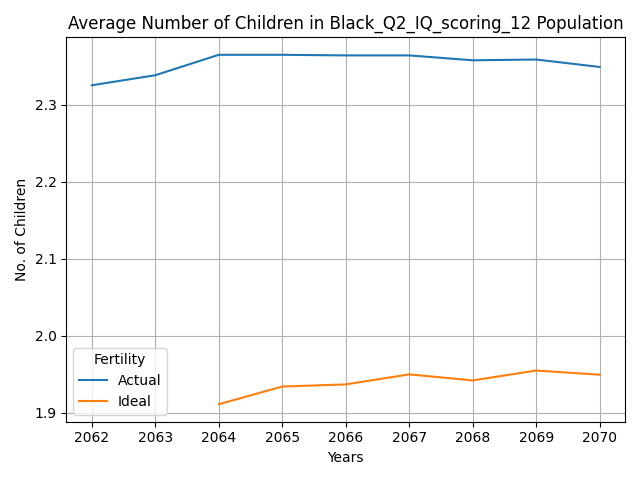 Average Number of Children in Black_Q2_IQ_scoring_12 Population
No. of Children
2.3
2.2
2.1
2.0
1.9
Fertility
Actual
Ideal
2062 2063 2064 2065 2066 2067 2068 2069 2070
Years